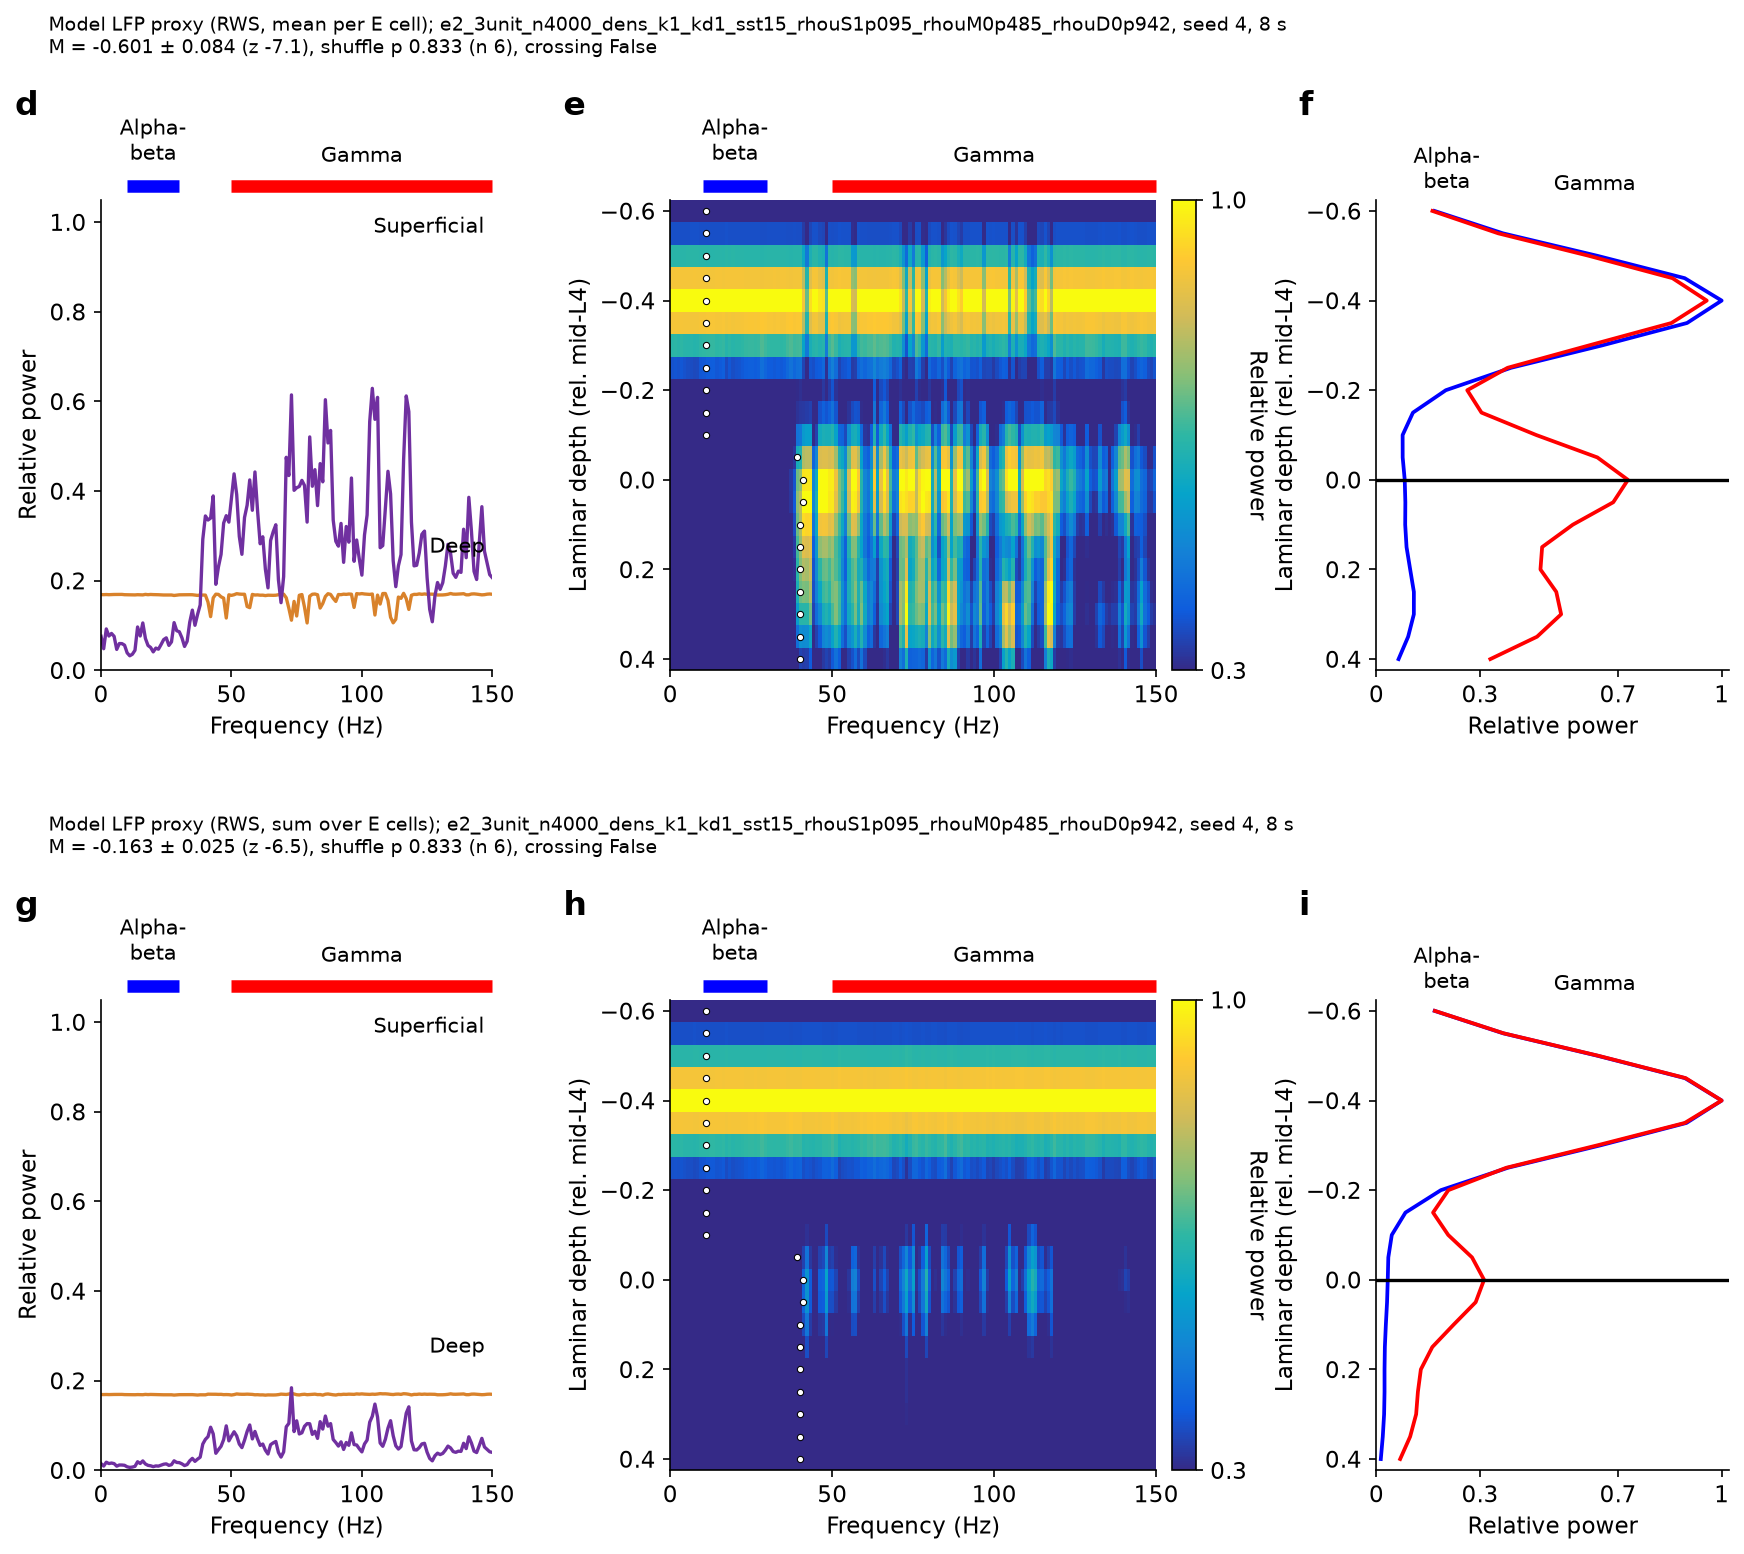 Model LFP proxy (RWS, mean per E cell); e2_3unit_n4000_dens_k1_kd1_sst15_rhouS1p095_rhouM0p485_rhouD0p942, seed 4, 8 s
M = -0.601 ± 0.084 (z -7.1), shuffle p 0.833 (n 6), crossing False
d
Alpha-
beta
Gamma
Superficial
Deep
1.0
0.8
0.6
0.4
0.2
0.0
Relative power
0
50
100
150
Frequency (Hz)
e
Alpha-
beta
Gamma
−0.6
−0.4
−0.2
0.0
0.2
0.4
Laminar depth (rel. mid-L4)
0
50
100
150
Frequency (Hz)
1.0
0.3
Relative power
f
Alpha-
beta
Gamma
−0.6
−0.4
−0.2
0.0
0.2
0.4
Laminar depth (rel. mid-L4)
0
0.3
0.7
1
Relative power
Model LFP proxy (RWS, sum over E cells); e2_3unit_n4000_dens_k1_kd1_sst15_rhouS1p095_rhouM0p485_rhouD0p942, seed 4, 8 s
M = -0.163 ± 0.025 (z -6.5), shuffle p 0.833 (n 6), crossing False
g
Alpha-
beta
Gamma
Superficial
Deep
1.0
0.8
0.6
0.4
0.2
0.0
Relative power
0
50
100
150
Frequency (Hz)
h
Alpha-
beta
Gamma
−0.6
−0.4
−0.2
0.0
0.2
0.4
Laminar depth (rel. mid-L4)
0
50
100
150
Frequency (Hz)
1.0
0.3
Relative power
i
Alpha-
beta
Gamma
−0.6
−0.4
−0.2
0.0
0.2
0.4
Laminar depth (rel. mid-L4)
0
0.3
0.7
1
Relative power